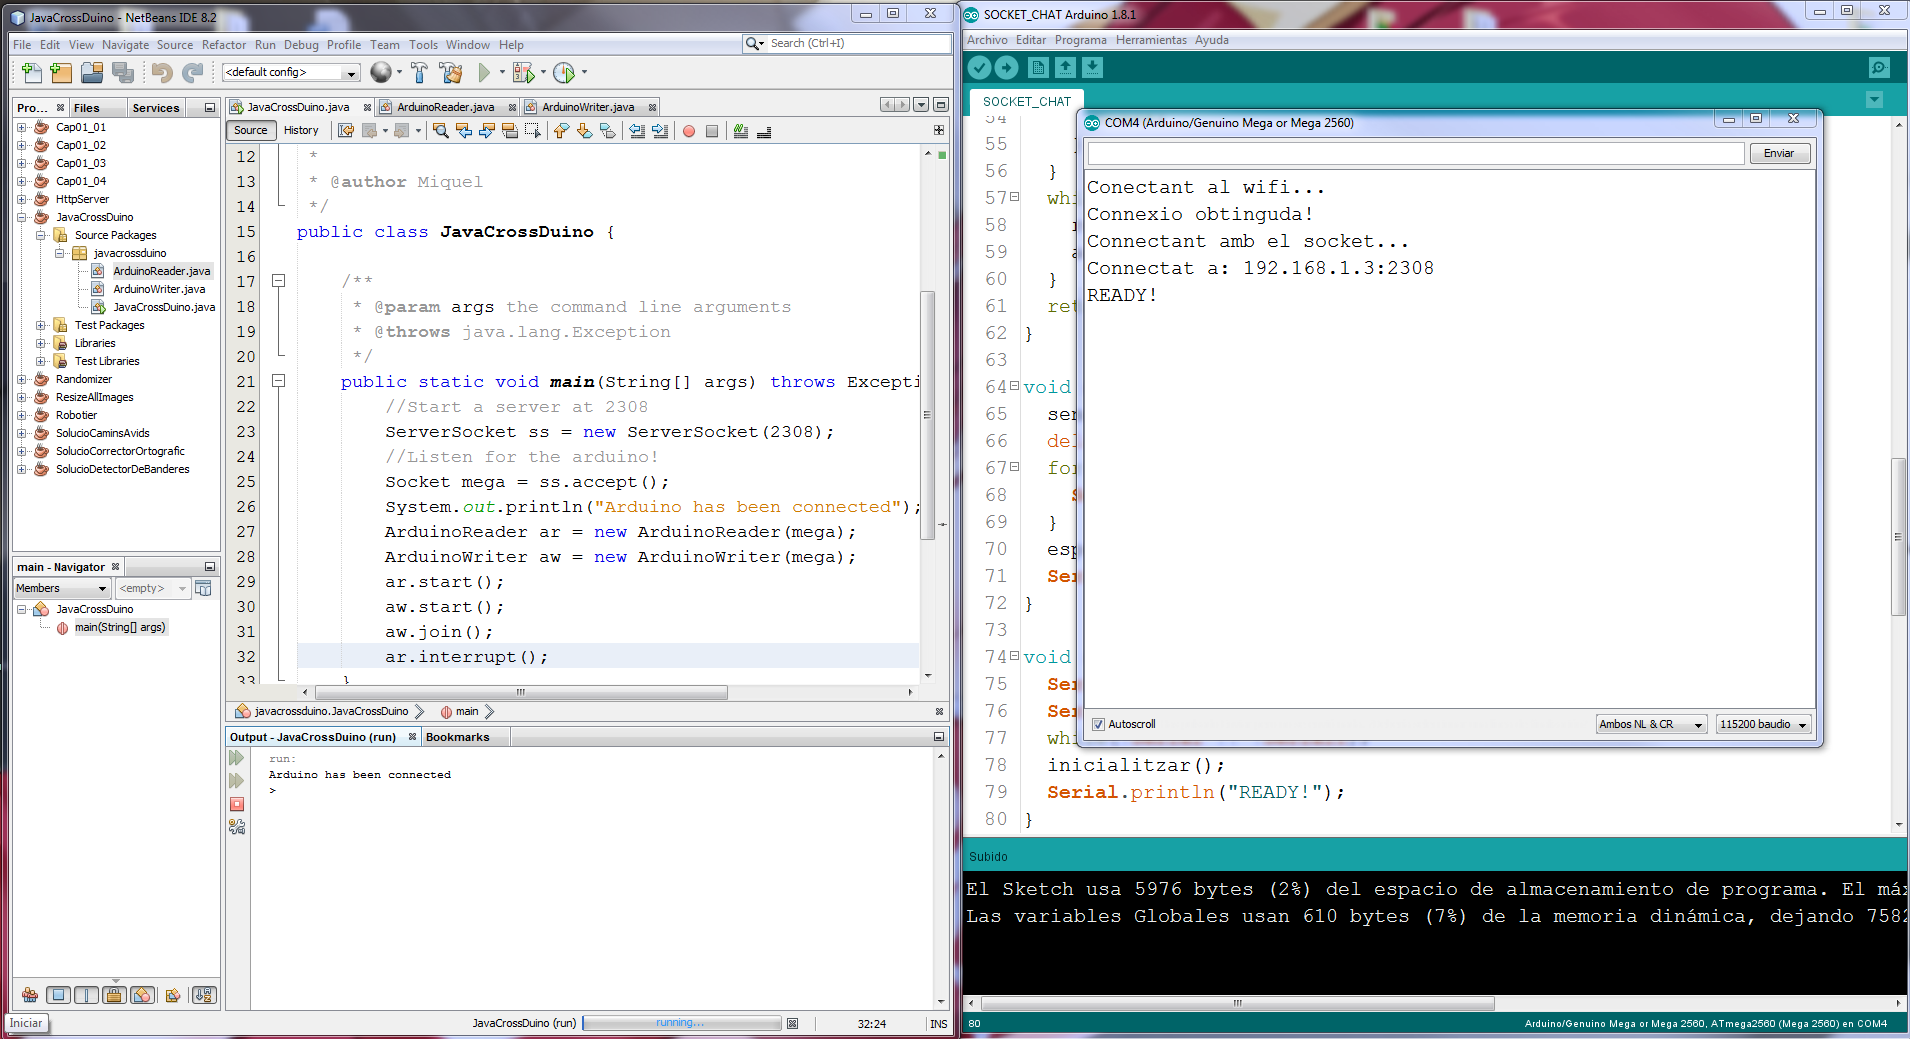 JavaCrossDuino - NetBeans IDE 8.2
File Edit View Navigate Source Refactor Run Debug Profile Team Tools Window Help
Search (Ctrl+I)
<default config>
Pro... Files Services
Cap01_01
Cap01_02
Cap01_03
Cap01_04
HttpServer
JavaCrossDuino
Source Packages
javacrossduino
ArduinoReader.java
ArduinoWriter.java
JavaCrossDuino.java
Test Packages
Libraries
Test Libraries
Randomizer
ResizeAllImages
Robotier
SolucioCaminsAvids
SolucioCorrectorOrtografic
SolucioDetectorDeBanderes
main - Navigator
Members <empty>
JavaCrossDuino
main(String[] args)
Iniciar
JavaCrossDuino.java ArduinoReader.java ArduinoWriter.java
Source History
12 *
13 * @author Miquel
14 */
15 public class JavaCrossDuino {
16
17 /**
18 * @param args the command line arguments
19 * @throws java.lang.Exception
20 */
21 public static void main(String[] args) throws Excepti
22 //Start a server at 2308
23 ServerSocket ss = new ServerSocket(2308);
24 //Listen for the arduino!
25 Socket mega = ss.accept();
26 System.out.println("Arduino has been connected");
27 ArduinoReader ar = new ArduinoReader(mega);
28 ArduinoWriter aw = new ArduinoWriter(mega);
29 ar.start();
30 aw.start();
31 aw.join();
32 ar.interrupt();
33 }
javacrossduino.JavaCrossDuino main
Output - JavaCrossDuino (run) Bookmarks
run:
Arduino has been connected
>
JavaCrossDuino (run) running... 32:24 INS
SOCKET_CHAT Arduino 1.8.1
Archivo Editar Programa Herramientas Ayuda
SOCKET_CHAT
54
55
56 }
57 whi
58
59 a
60 }
61 ret
62 }
63
64 void
65 ser
66 del
67 for
68 S
69 }
70 esp
71 Ser
72 }
73
74 void
75 Ser
76 Ser
77
78 inicialitzar();
79 Serial.println("READY!");
80 }
COM4 (Arduino/Genuino Mega or Mega 2560)
Enviar
Conectant al wifi...
Connexio obtinguda!
Connectant amb el socket...
Connectat a: 192.168.1.3:2308
READY!
Autoscroll Ambos NL & CR 115200 baudio
Subido
El Sketch usa 5976 bytes (2%) del espacio de almacenamiento de programa. El máx
Las variables Globales usan 610 bytes (7%) de la memoria dinámica, dejando 7582
80 Arduino/Genuino Mega or Mega 2560, ATmega2560 (Mega 2560) en COM4